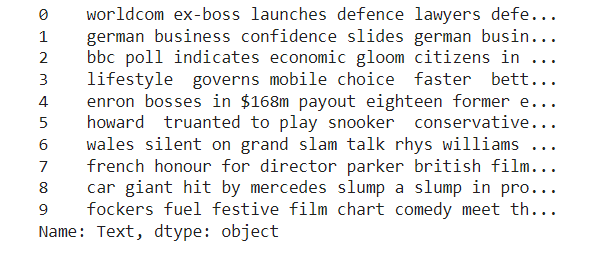 0    worldcom ex-boss launches defence lawyers defe...
1    german business confidence slides german busin...
2    bbc poll indicates economic gloom citizens in ...
3    lifestyle  governs mobile choice  faster  bett...
4    enron bosses in $168m payout eighteen former e...
5    howard  truanted to play snooker  conservative...
6    wales silent on grand slam talk rhys williams ...
7    french honour for director parker british film...
8    car giant hit by mercedes slump a slump in pro...
9    fockers fuel festive film chart comedy meet th...
Name: Text, dtype: object